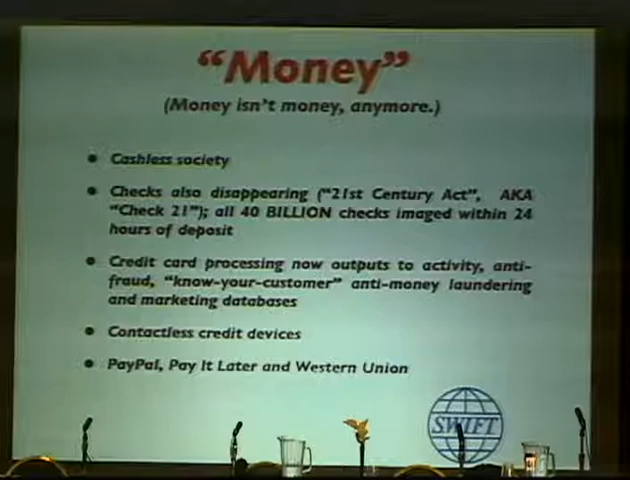 “Money”
(Money isn’t money, anymore.)
• Cashless society
• Checks also disappearing (“21st Century Act”, AKA
“Check 21”); all 40 BILLION checks imaged within 24
hours of deposit
• Credit card processing now outputs to activity, anti-
fraud, “know-your-customer” anti-money laundering
and marketing databases
• Contactless credit devices
• PayPal, Pay It Later and Western Union
SWIFT